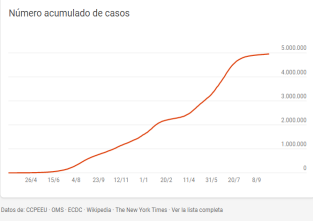 Número acumulado de casos
5.000.000
4.000.000
3.000.000
2.000.000
1.000.000
0
26/4 15/6 4/8 23/9 12/11 1/1 20/2 11/4 31/5 20/7 8/9
Datos de: CCPEEU · OMS · ECDC · Wikipedia · The New York Times · Ver la lista completa